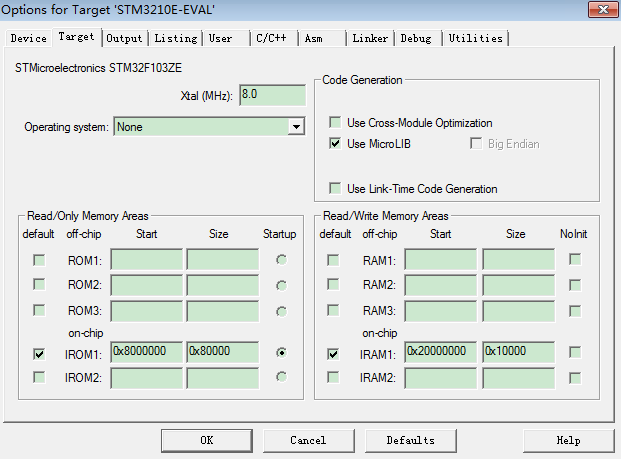 Options for Target 'STM3210E-EVAL'
Device Target Output Listing User C/C++ Asm Linker Debug Utilities
STMicroelectronics STM32F103ZE
Xtal (MHz): 8.0
Operating system: None
Code Generation
Use Cross-Module Optimization
Use MicroLIB Big Endian
Use Link-Time Code Generation
Read/Only Memory Areas
default off-chip Start Size Startup
ROM1:
ROM2:
ROM3:
on-chip
IROM1: 0x8000000 0x80000
IROM2:
Read/Write Memory Areas
default off-chip Start Size NoInit
RAM1:
RAM2:
RAM3:
on-chip
IRAM1: 0x20000000 0x10000
IRAM2:
OK Cancel Defaults Help